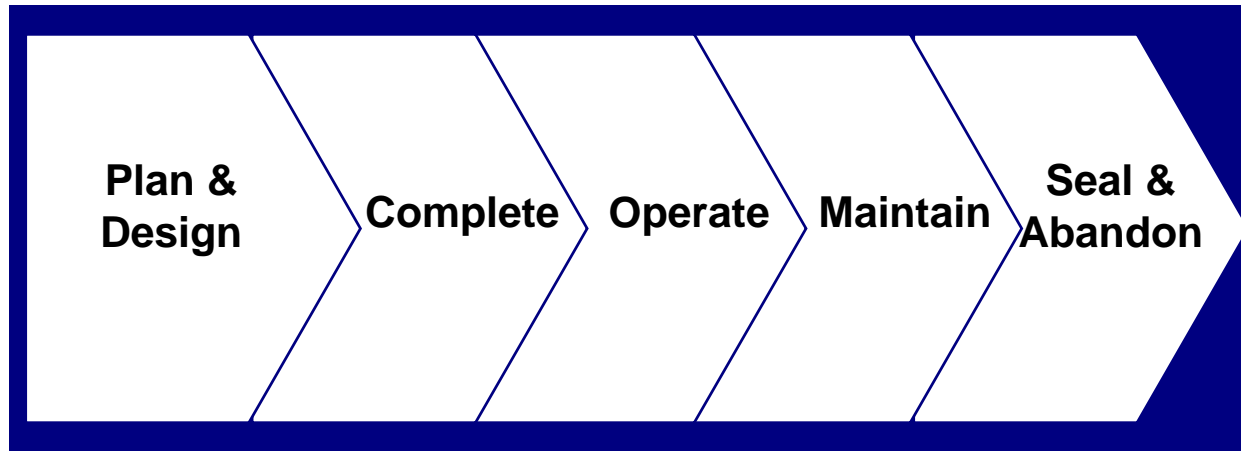 Plan &
Design
Complete
Operate
Maintain
Seal &
Abandon